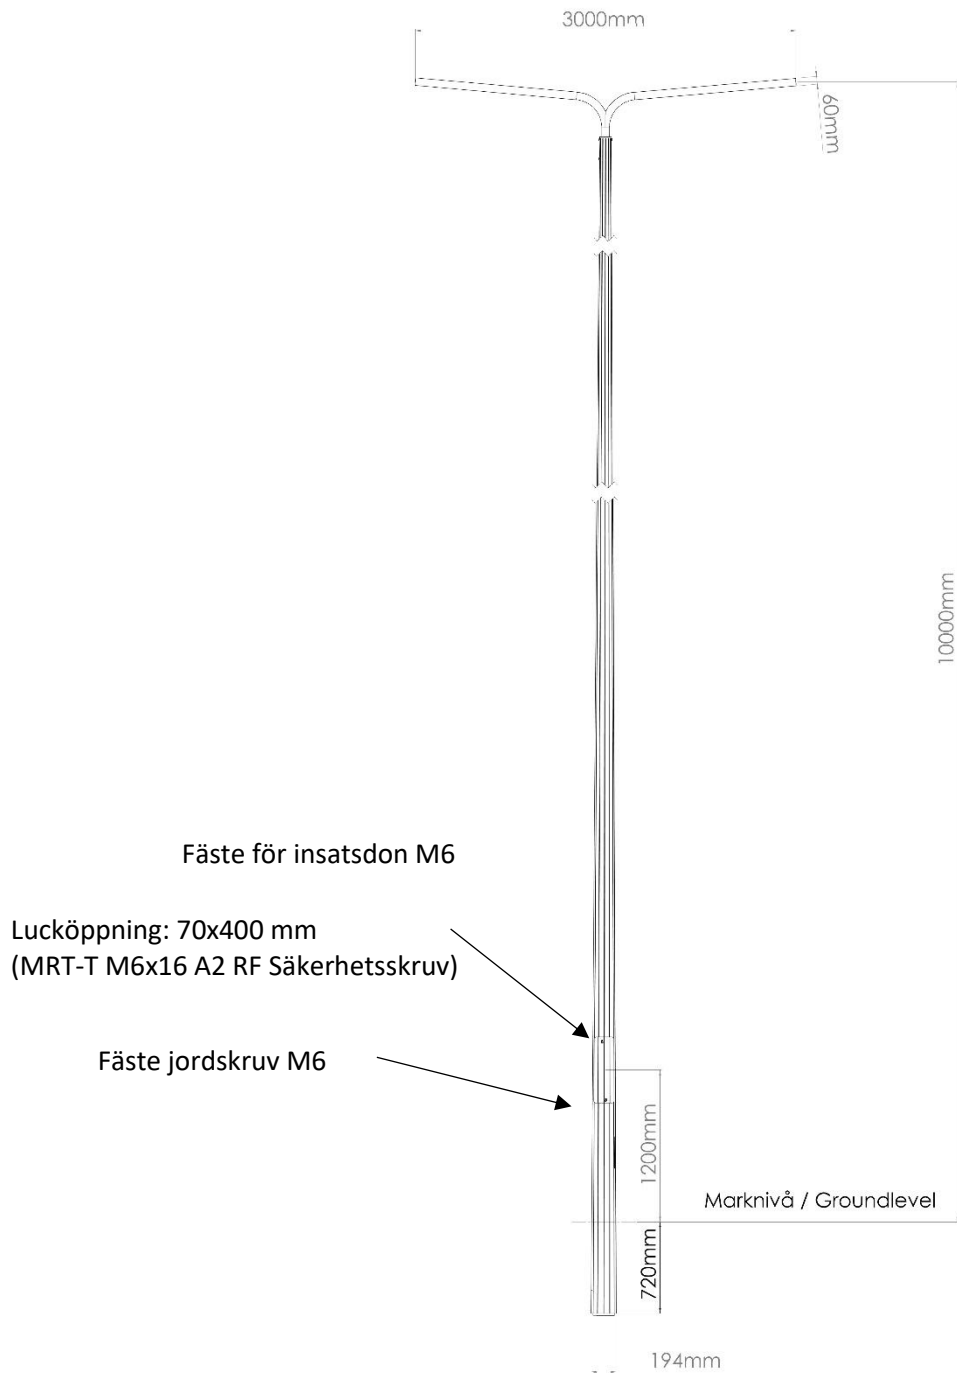 3000mm
60mm
10000mm
Fäste för insatsdon M6
Lucköppning: 70x400 mm
(MRT-T M6x16 A2 RF Säkerhetsskruv)
Fäste jordskruv M6
1200mm
Marknivå / Groundlevel
720mm
194mm